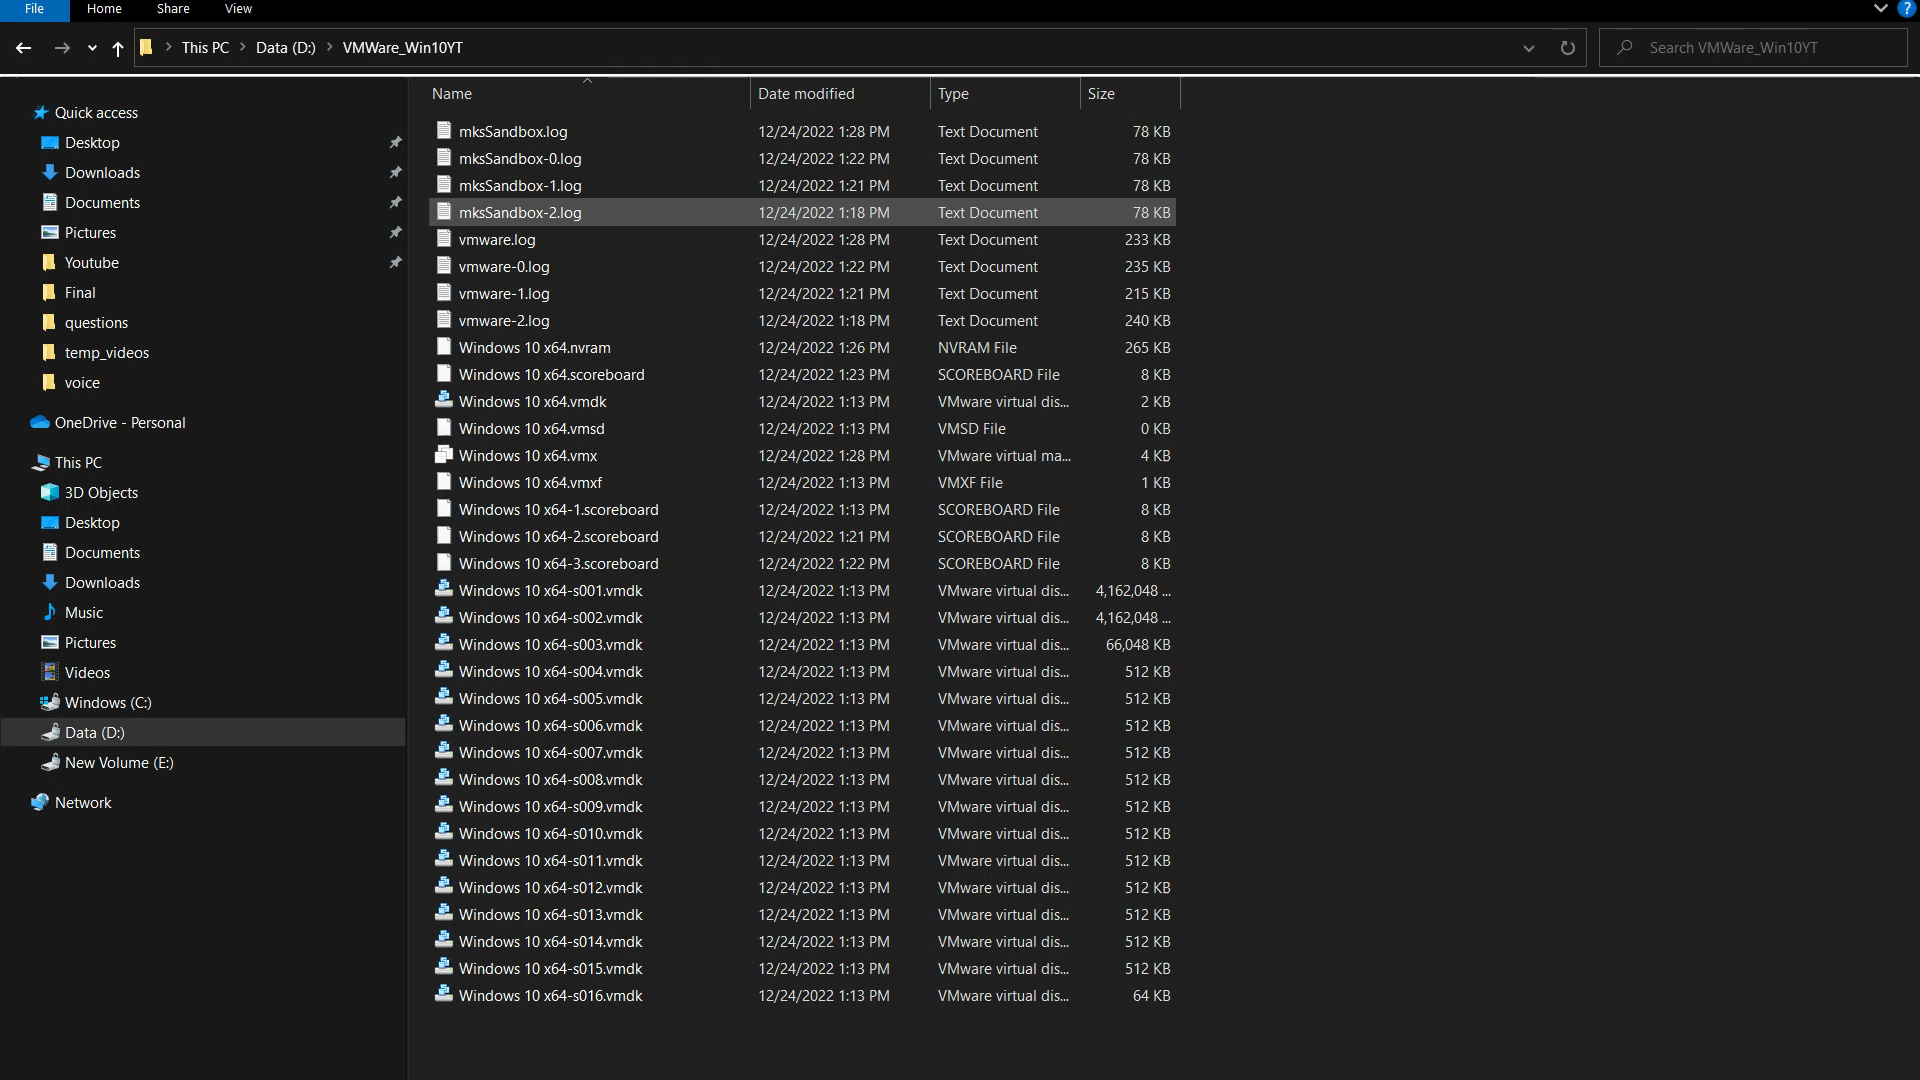 File Home Share View
This PC Data (D:) VMWare_Win10YT Search VMWare_Win10YT
Name Date modified Type Size
Quick access
Desktop
Downloads
Documents
Pictures
Youtube
Final
questions
temp_videos
voice
OneDrive - Personal
This PC
3D Objects
Desktop
Documents
Downloads
Music
Pictures
Videos
Windows (C:)
Data (D:)
New Volume (E:)
Network
mksSandbox.log 12/24/2022 1:28 PM Text Document 78 KB
mksSandbox-0.log 12/24/2022 1:22 PM Text Document 78 KB
mksSandbox-1.log 12/24/2022 1:21 PM Text Document 78 KB
mksSandbox-2.log 12/24/2022 1:18 PM Text Document 78 KB
vmware.log 12/24/2022 1:28 PM Text Document 233 KB
vmware-0.log 12/24/2022 1:22 PM Text Document 235 KB
vmware-1.log 12/24/2022 1:21 PM Text Document 215 KB
vmware-2.log 12/24/2022 1:18 PM Text Document 240 KB
Windows 10 x64.nvram 12/24/2022 1:26 PM NVRAM File 265 KB
Windows 10 x64.scoreboard 12/24/2022 1:23 PM SCOREBOARD File 8 KB
Windows 10 x64.vmdk 12/24/2022 1:13 PM VMware virtual dis... 2 KB
Windows 10 x64.vmsd 12/24/2022 1:13 PM VMSD File 0 KB
Windows 10 x64.vmx 12/24/2022 1:28 PM VMware virtual ma... 4 KB
Windows 10 x64.vmxf 12/24/2022 1:13 PM VMXF File 1 KB
Windows 10 x64-1.scoreboard 12/24/2022 1:13 PM SCOREBOARD File 8 KB
Windows 10 x64-2.scoreboard 12/24/2022 1:21 PM SCOREBOARD File 8 KB
Windows 10 x64-3.scoreboard 12/24/2022 1:22 PM SCOREBOARD File 8 KB
Windows 10 x64-s001.vmdk 12/24/2022 1:13 PM VMware virtual dis... 4,162,048 ...
Windows 10 x64-s002.vmdk 12/24/2022 1:13 PM VMware virtual dis... 4,162,048 ...
Windows 10 x64-s003.vmdk 12/24/2022 1:13 PM VMware virtual dis... 66,048 KB
Windows 10 x64-s004.vmdk 12/24/2022 1:13 PM VMware virtual dis... 512 KB
Windows 10 x64-s005.vmdk 12/24/2022 1:13 PM VMware virtual dis... 512 KB
Windows 10 x64-s006.vmdk 12/24/2022 1:13 PM VMware virtual dis... 512 KB
Windows 10 x64-s007.vmdk 12/24/2022 1:13 PM VMware virtual dis... 512 KB
Windows 10 x64-s008.vmdk 12/24/2022 1:13 PM VMware virtual dis... 512 KB
Windows 10 x64-s009.vmdk 12/24/2022 1:13 PM VMware virtual dis... 512 KB
Windows 10 x64-s010.vmdk 12/24/2022 1:13 PM VMware virtual dis... 512 KB
Windows 10 x64-s011.vmdk 12/24/2022 1:13 PM VMware virtual dis... 512 KB
Windows 10 x64-s012.vmdk 12/24/2022 1:13 PM VMware virtual dis... 512 KB
Windows 10 x64-s013.vmdk 12/24/2022 1:13 PM VMware virtual dis... 512 KB
Windows 10 x64-s014.vmdk 12/24/2022 1:13 PM VMware virtual dis... 512 KB
Windows 10 x64-s015.vmdk 12/24/2022 1:13 PM VMware virtual dis... 512 KB
Windows 10 x64-s016.vmdk 12/24/2022 1:13 PM VMware virtual dis... 64 KB